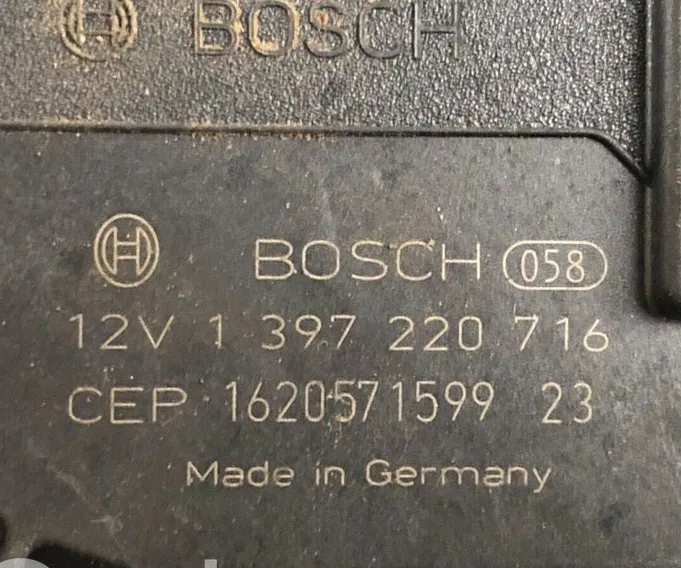 BOSCH
BOSCH 058
12V 1 397 220 716
CEP 1620571599 23
Made in Germany